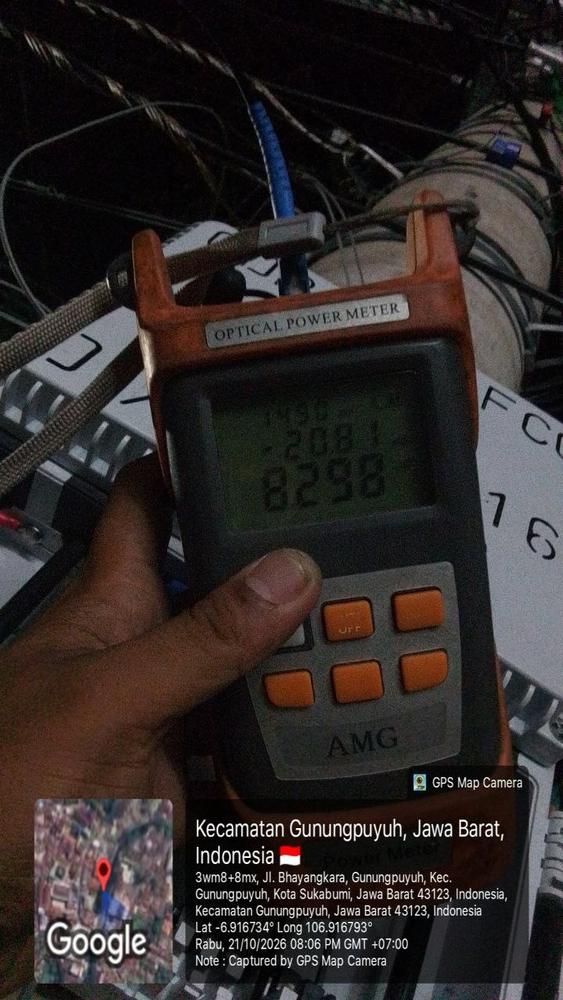 OPTICAL POWER METER
1490
-20.81
8298
FC
16
OFF
AMG
GPS Map Camera
Kecamatan Gunungpuyuh, Jawa Barat,
Indonesia
3wm8+8mx, Jl. Bhayangkara, Gunungpuyuh, Kec.
Gunungpuyuh, Kota Sukabumi, Jawa Barat 43123, Indonesia,
Kecamatan Gunungpuyuh, Jawa Barat 43123, Indonesia
Lat -6.916734° Long 106.916793°
Rabu, 21/10/2026 08:06 PM GMT +07:00
Note : Captured by GPS Map Camera
Google